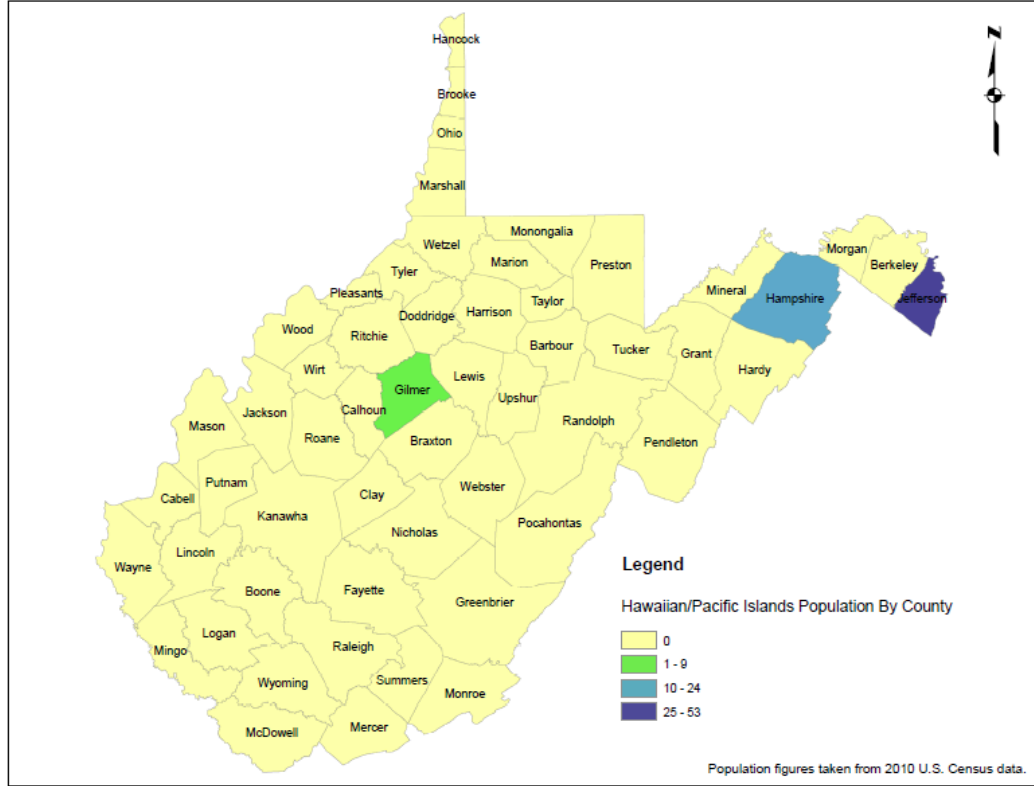 Hancock
N
Brooke
Ohio
Marshall
Wetzel
Monongalia
Marion
Preston
Morgan
Berkeley
Tyler
Mineral
Hampshire
Jefferson
Pleasants
Doddridge
Harrison
Taylor
Wood
Ritchie
Barbour
Tucker
Grant
Hardy
Wirt
Gilmer
Lewis
Upshur
Jackson
Calhoun
Randolph
Mason
Roane
Braxton
Pendleton
Putnam
Cabell
Clay
Webster
Kanawha
Nicholas
Pocahontas
Wayne
Lincoln
Boone
Fayette
Greenbrier
Logan
Mingo
Raleigh
Wyoming
Summers
Monroe
McDowell
Mercer
Legend
Hawaiian/Pacific Islands Population By County
0
1 - 9
10 - 24
25 - 53
Population figures taken from 2010 U.S. Census data.